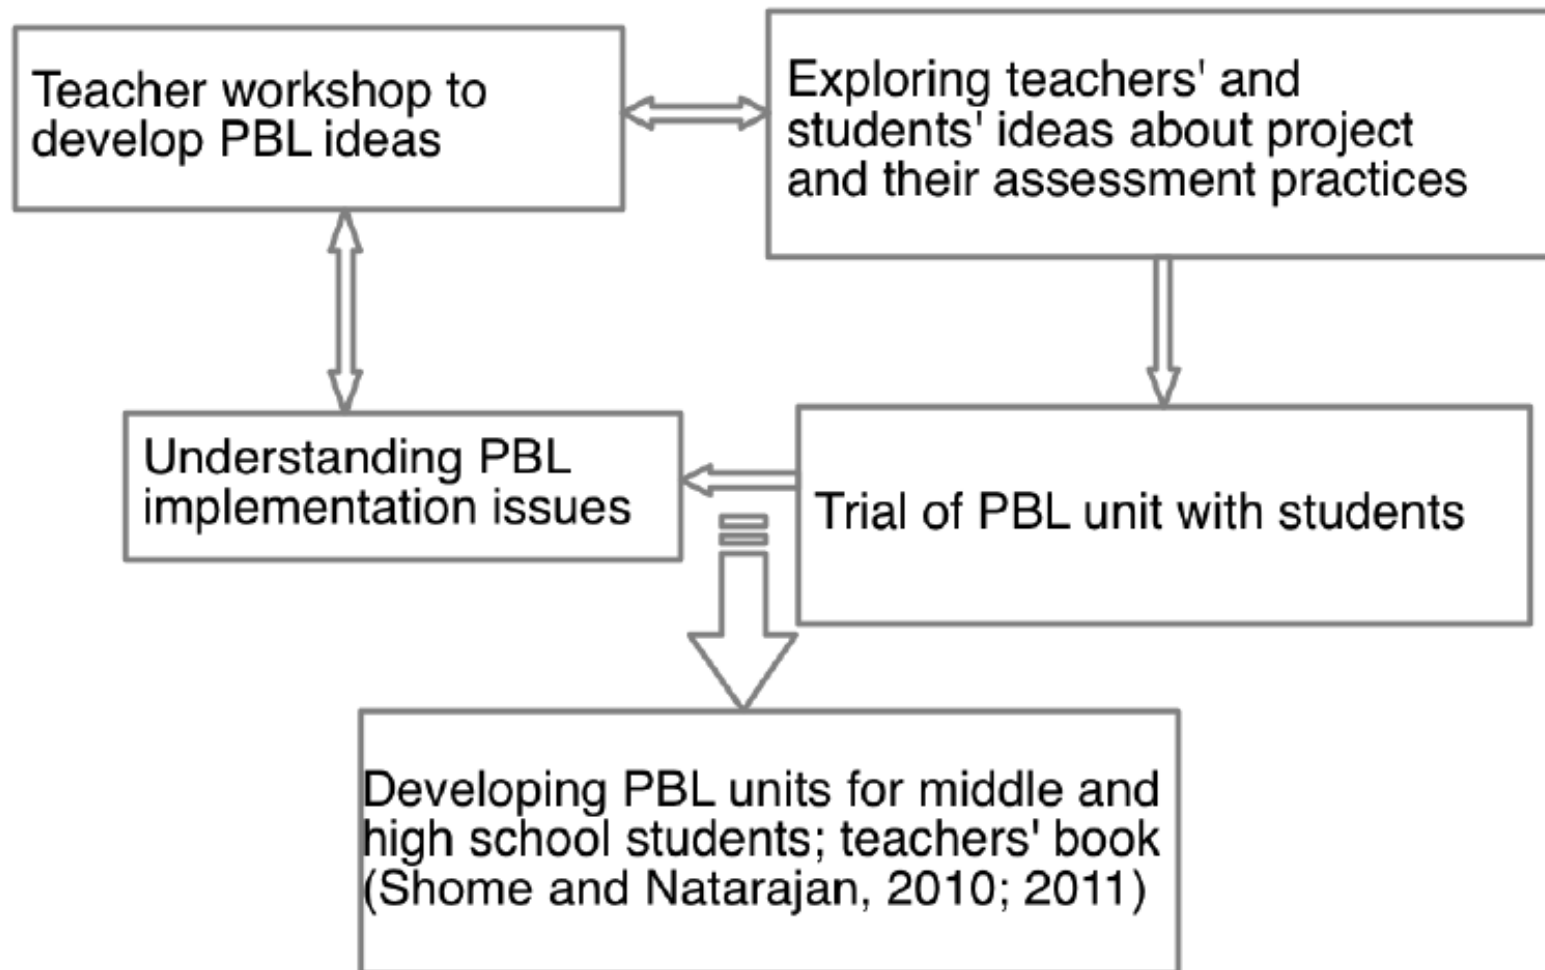 Teacher workshop to
develop PBL ideas
Exploring teachers' and
students' ideas about project
and their assessment practices
Understanding PBL
implementation issues
Trial of PBL unit with students
Developing PBL units for middle and
high school students; teachers' book
(Shome and Natarajan, 2010; 2011)